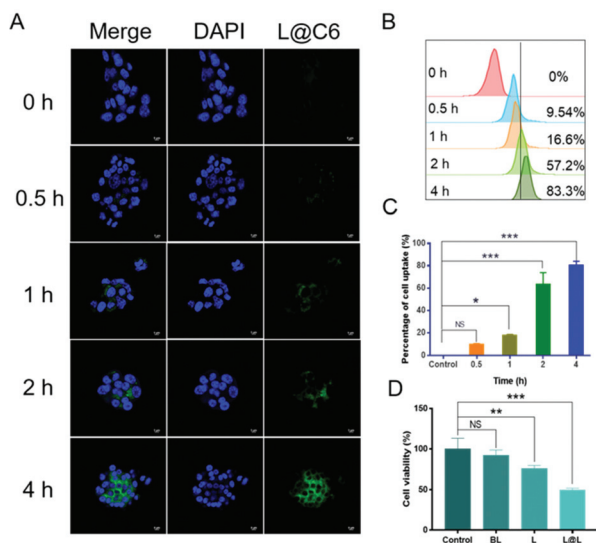 A
Merge DAPI L@C6
0 h
0.5 h
1 h
2 h
4 h
B
0 h 0%
0.5 h 9.54%
1 h 16.6%
2 h 57.2%
4 h 83.3%
C
Percentage of cell uptake (%)
100
80
60
40
20
0
NS
*
***
***
Control 0.5 1 2 4
Time (h)
D
Cell viability (%)
150
100
50
0
NS
**
***
Control BL L L@L